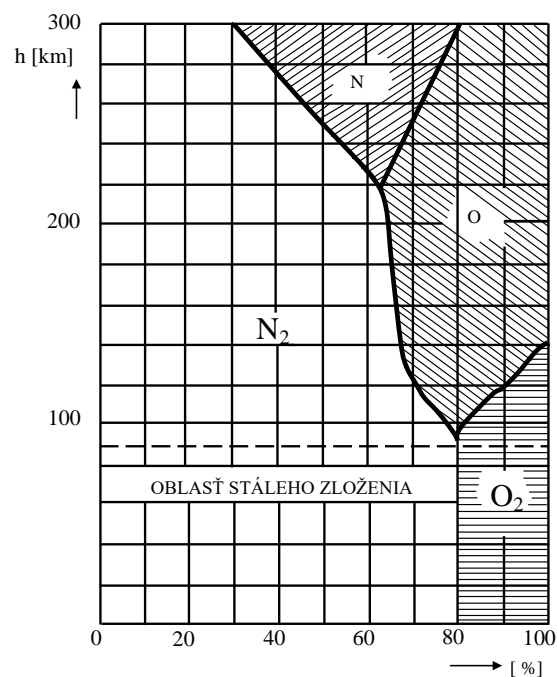 300
h [km]
N
200
O
N₂
100
OBLASŤ STÁLEHO ZLOŽENIA
O₂
0 20 40 60 80 100
[ %]